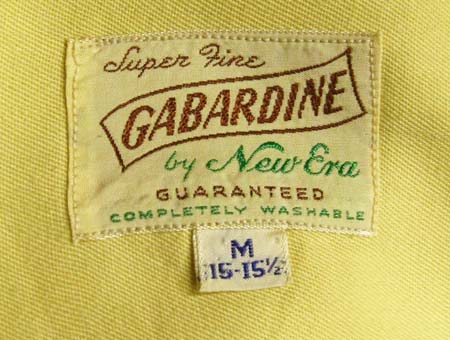 Super Fine
GABARDINE
by New Era
GUARANTEED
COMPLETELY WASHABLE
M
15-15½